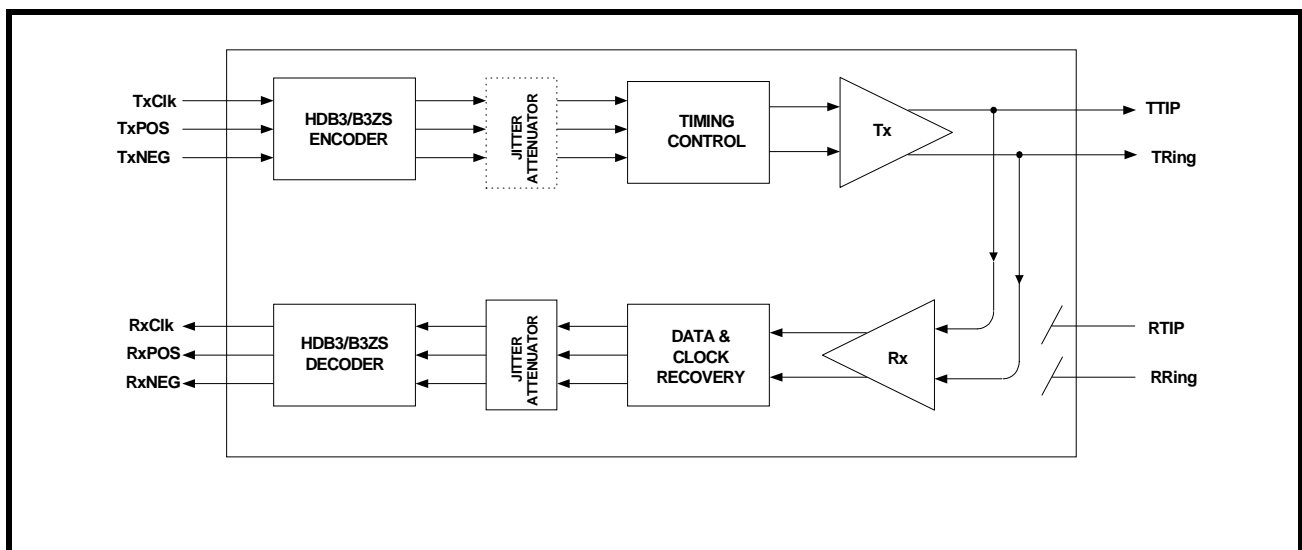 TxClk
TxPOS
TxNEG
HDB3/B3ZS
ENCODER
JITTER
ATTENUATOR
TIMING
CONTROL
Tx
TTIP
TRing
RxClk
RxPOS
RxNEG
HDB3/B3ZS
DECODER
JITTER
ATTENUATOR
DATA &
CLOCK
RECOVERY
Rx
RTIP
RRing